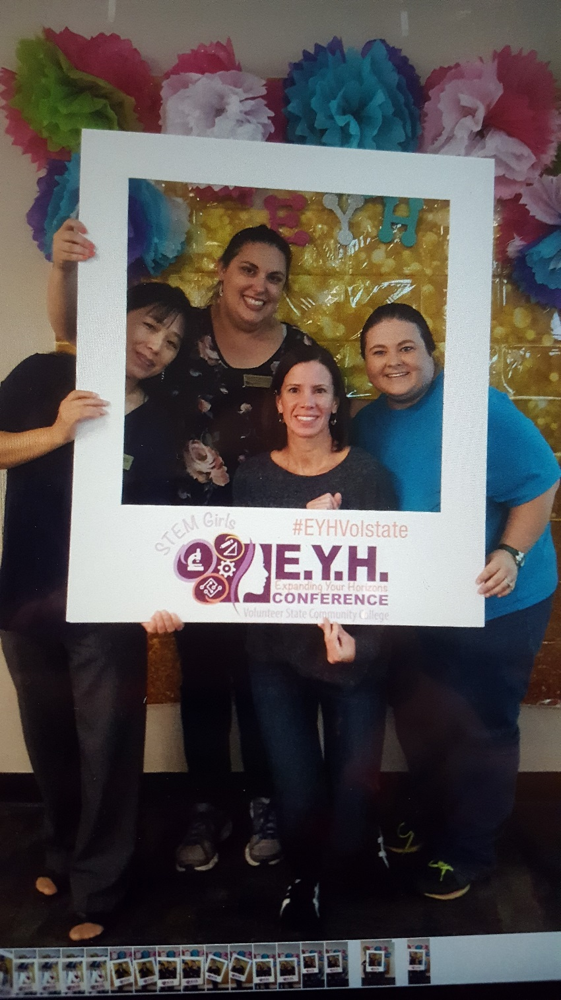 EYH
STEM Girls
#EYHVolstate
E.Y.H.
Expanding Your Horizons
CONFERENCE
Volunteer State Community College